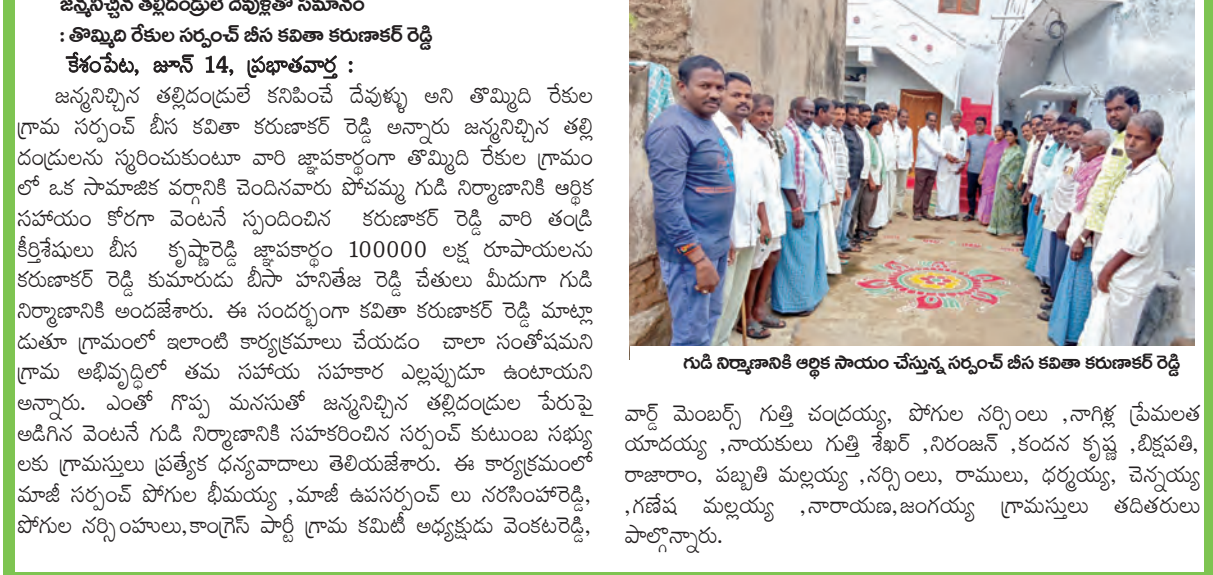 జన్మనిచ్చిన తల్లిదండ్రులే దేవుళ్లతో సమానం
: తొమ్మిది రేకుల సర్పంచ్ బీస కవితా కరుణాకర్ రెడ్డి
కేశంపేట, జూన్ 14, ప్రభాతవార్త :
జన్మనిచ్చిన తల్లిదండ్రులే కనిపించే దేవుళ్ళు అని తొమ్మిది రేకుల
గ్రామ సర్పంచ్ బీస కవితా కరుణాకర్ రెడ్డి అన్నారు జన్మనిచ్చిన తల్లి
దండ్రులను స్మరించుకుంటూ వారి జ్ఞాపకార్థంగా తొమ్మిది రేకుల గ్రామం
లో ఒక సామాజిక వర్గానికి చెందినవారు పోచమ్మ గుడి నిర్మాణానికి ఆర్థిక
సహాయం కోరగా వెంటనే స్పందించిన కరుణాకర్ రెడ్డి వారి తండ్రి
కీర్తిశేషులు బీస కృష్ణారెడ్డి జ్ఞాపకార్థం 100000 లక్ష రూపాయలను
కరుణాకర్ రెడ్డి కుమారుడు బీసా హనితేజ రెడ్డి చేతులు మీదుగా గుడి
నిర్మాణానికి అందజేశారు. ఈ సందర్భంగా కవితా కరుణాకర్ రెడ్డి మాట్లా
డుతూ గ్రామంలో ఇలాంటి కార్యక్రమాలు చేయడం చాలా సంతోషమని
గ్రామ అభివృద్ధిలో తమ సహాయ సహకార ఎల్లప్పుడూ ఉంటాయని
అన్నారు. ఎంతో గొప్ప మనసుతో జన్మనిచ్చిన తల్లిదండ్రుల పేరుపై
అడిగిన వెంటనే గుడి నిర్మాణానికి సహకరించిన సర్పంచ్ కుటుంబ సభ్యు
లకు గ్రామస్తులు ప్రత్యేక ధన్యవాదాలు తెలియజేశారు. ఈ కార్యక్రమంలో
మాజీ సర్పంచ్ పోగుల భీమయ్య ,మాజీ ఉపసర్పంచ్ లు నరసింహారెడ్డి,
పోగుల నర్సింహులు,కాంగ్రెస్ పార్టీ గ్రామ కమిటీ అధ్యక్షుడు వెంకటరెడ్డి,
గుడి నిర్మాణానికి ఆర్థిక సాయం చేస్తున్న సర్పంచ్ బీస కవితా కరుణాకర్ రెడ్డి
వార్డ్ మెంబర్స్ గుత్తి చంద్రయ్య, పోగుల నర్సింలు ,నాగిళ్ల ప్రేమలత
యాదయ్య ,నాయకులు గుత్తి శేఖర్ ,నిరంజన్ ,కందన కృష్ణ ,బిక్షపతి,
రాజారాం, పబ్బతి మల్లయ్య ,నర్సింలు, రాములు, ధర్మయ్య, చెన్నయ్య
,గణేష మల్లయ్య ,నారాయణ,జంగయ్య గ్రామస్తులు తదితరులు
పాల్గొన్నారు.